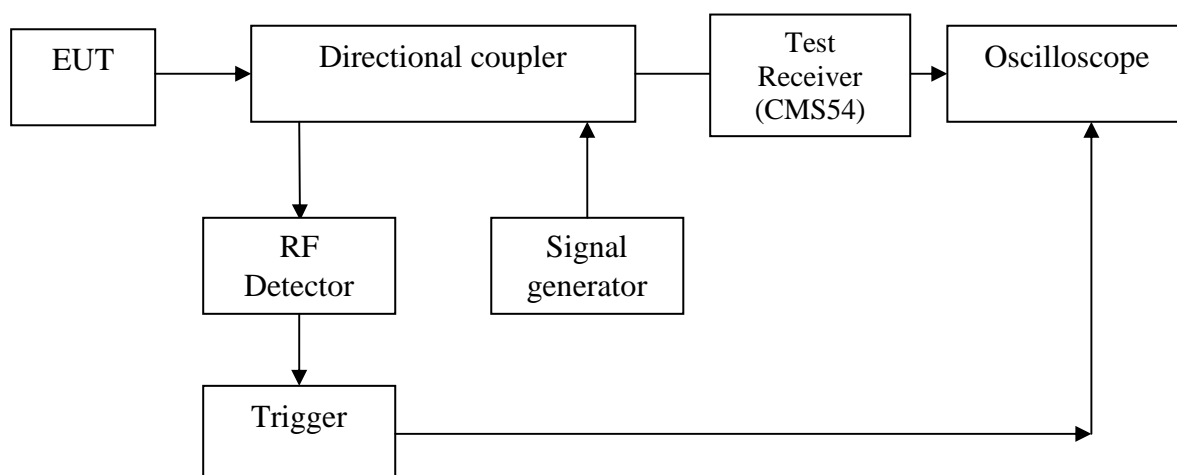 EUT
Directional coupler
Test
Receiver
(CMS54)
Oscilloscope
RF
Detector
Signal
generator
Trigger